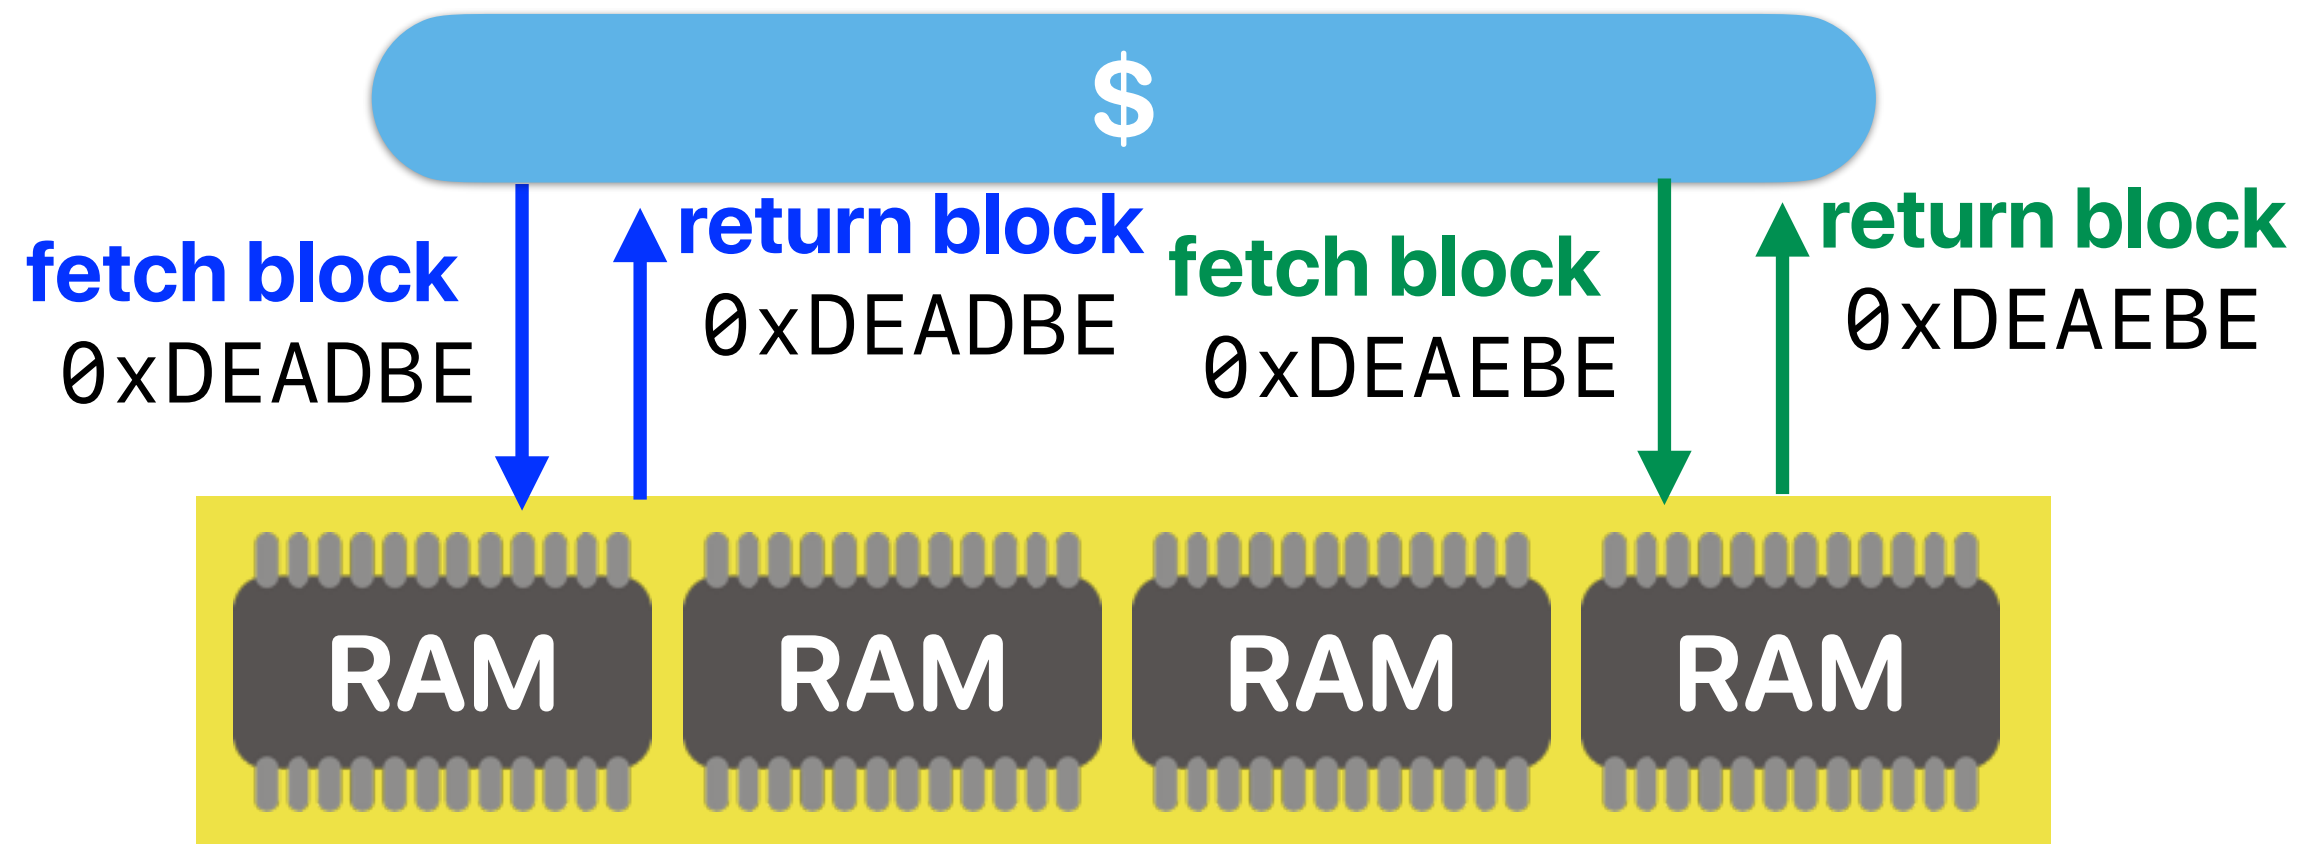 $
fetch block
0xDEADBE
return block
0xDEADBE
fetch block
0xDEAEBE
return block
0xDEAEBE
RAM
RAM
RAM
RAM